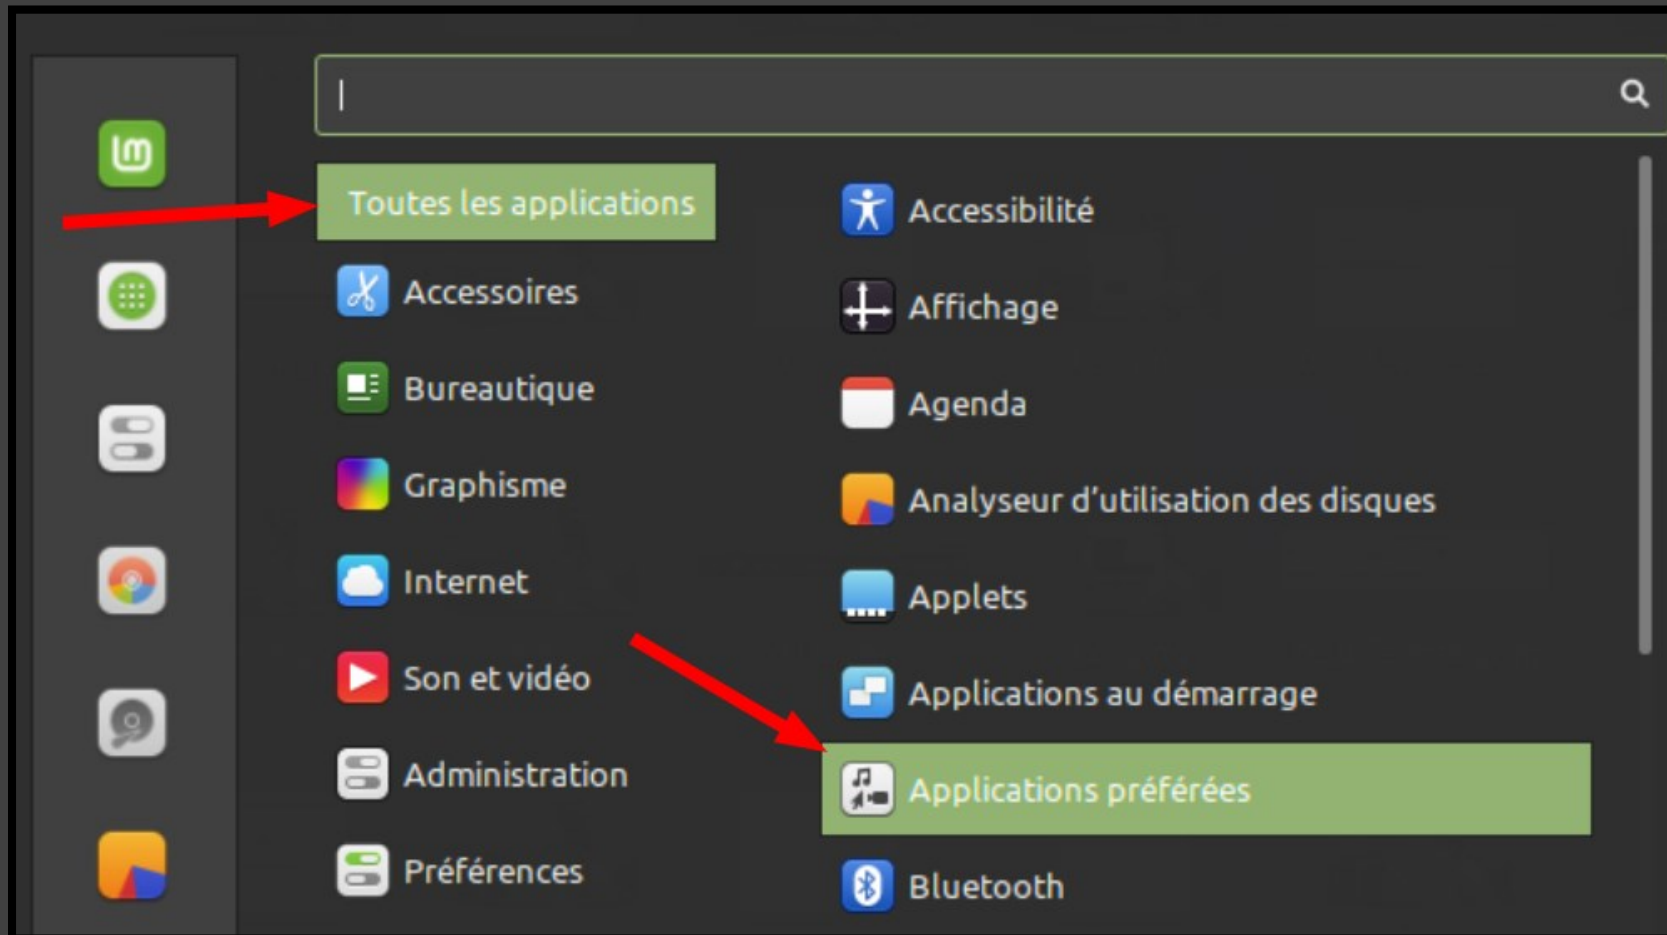 Toutes les applications
Accessoires
Bureautique
Graphisme
Internet
Son et vidéo
Administration
Préférences
Accessibilité
Affichage
Agenda
Analyseur d’utilisation des disques
Applets
Applications au démarrage
Applications préférées
Bluetooth